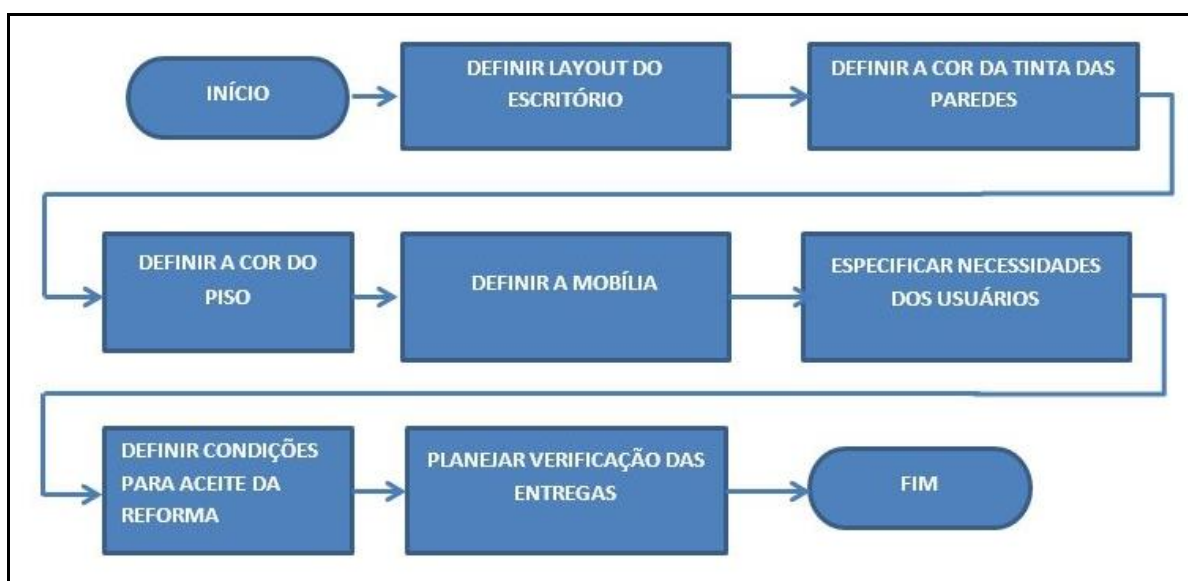 INÍCIO
DEFINIR LAYOUT DO
ESCRITÓRIO
DEFINIR A COR DA TINTA DAS
PAREDES
DEFINIR A COR DO
PISO
DEFINIR A MOBÍLIA
ESPECIFICAR NECESSIDADES
DOS USUÁRIOS
DEFINIR CONDIÇÕES
PARA ACEITE DA
REFORMA
PLANEJAR VERIFICAÇÃO DAS
ENTREGAS
FIM